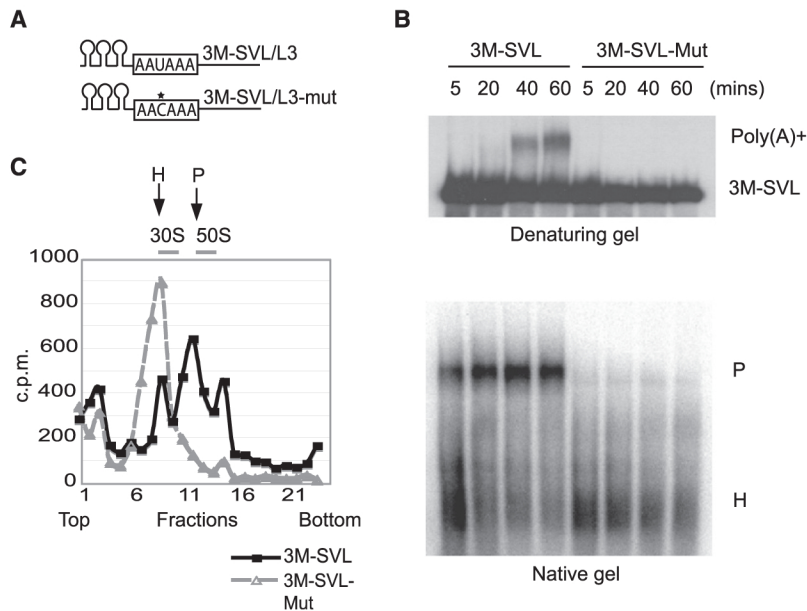 A
AAUAAA 3M-SVL/L3
AACAAA 3M-SVL/L3-mut
B
3M-SVL 3M-SVL-Mut
5 20 40 60 5 20 40 60 (mins)
Poly(A)+
3M-SVL
Denaturing gel
P
H
Native gel
C
H P
30S 50S
1000
800
600
400
200
0
c.p.m.
1 6 11 16 21
Top Fractions Bottom
3M-SVL
3M-SVL-
Mut